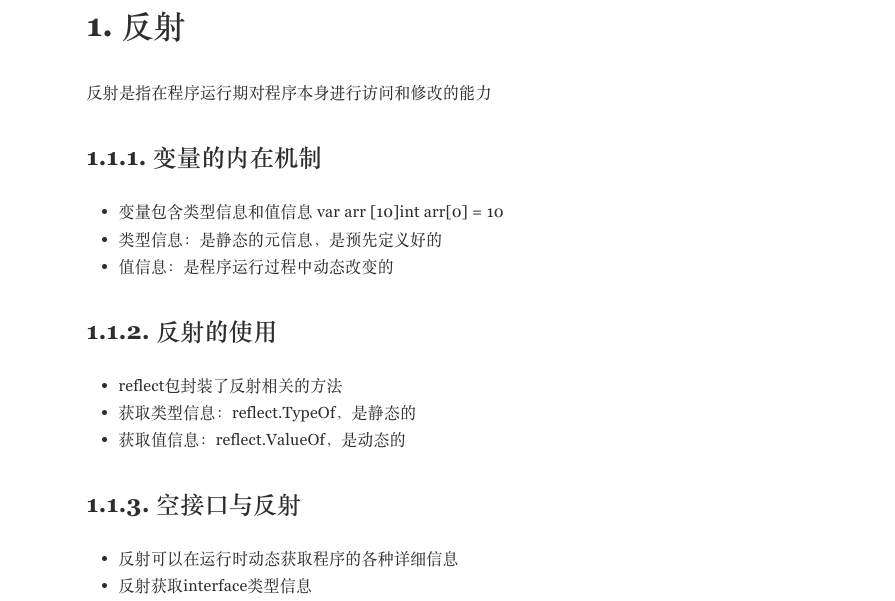 1. 反射
反射是指在程序运行期对程序本身进行访问和修改的能力
1.1.1. 变量的内在机制
• 变量包含类型信息和值信息 var arr [10]int arr[0] = 10
• 类型信息：是静态的元信息，是预先定义好的
• 值信息：是程序运行过程中动态改变的
1.1.2. 反射的使用
• reflect包封装了反射相关的方法
• 获取类型信息：reflect.TypeOf，是静态的
• 获取值信息：reflect.ValueOf，是动态的
1.1.3. 空接口与反射
• 反射可以在运行时动态获取程序的各种详细信息
• 反射获取interface类型信息